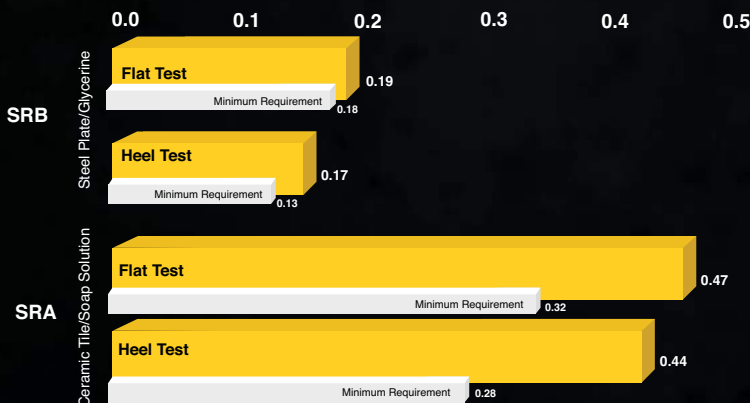 0.0 0.1 0.2 0.3 0.4 0.5
SRB
Steel Plate/Glycerine
Flat Test
0.19
Minimum Requirement
0.18
Heel Test
0.17
Minimum Requirement
0.13
SRA
Ceramic Tile/Soap Solution
Flat Test
0.47
Minimum Requirement
0.32
Heel Test
0.44
Minimum Requirement
0.28